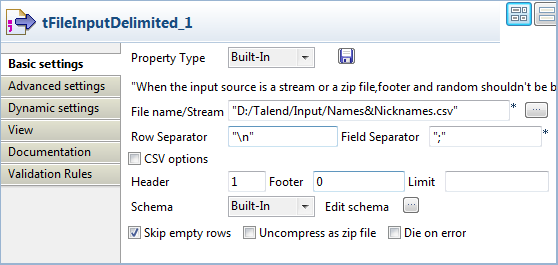 tFileInputDelimited_1
Basic settings
Advanced settings
Dynamic settings
View
Documentation
Validation Rules
Property Type Built-In
"When the input source is a stream or a zip file,footer and random shouldn't be b
File name/Stream "D:/Talend/Input/Names&Nicknames.csv" * ...
Row Separator "\n" Field Separator ";" *
CSV options
Header 1 Footer 0 Limit
Schema Built-In Edit schema ...
Skip empty rows Uncompress as zip file Die on error